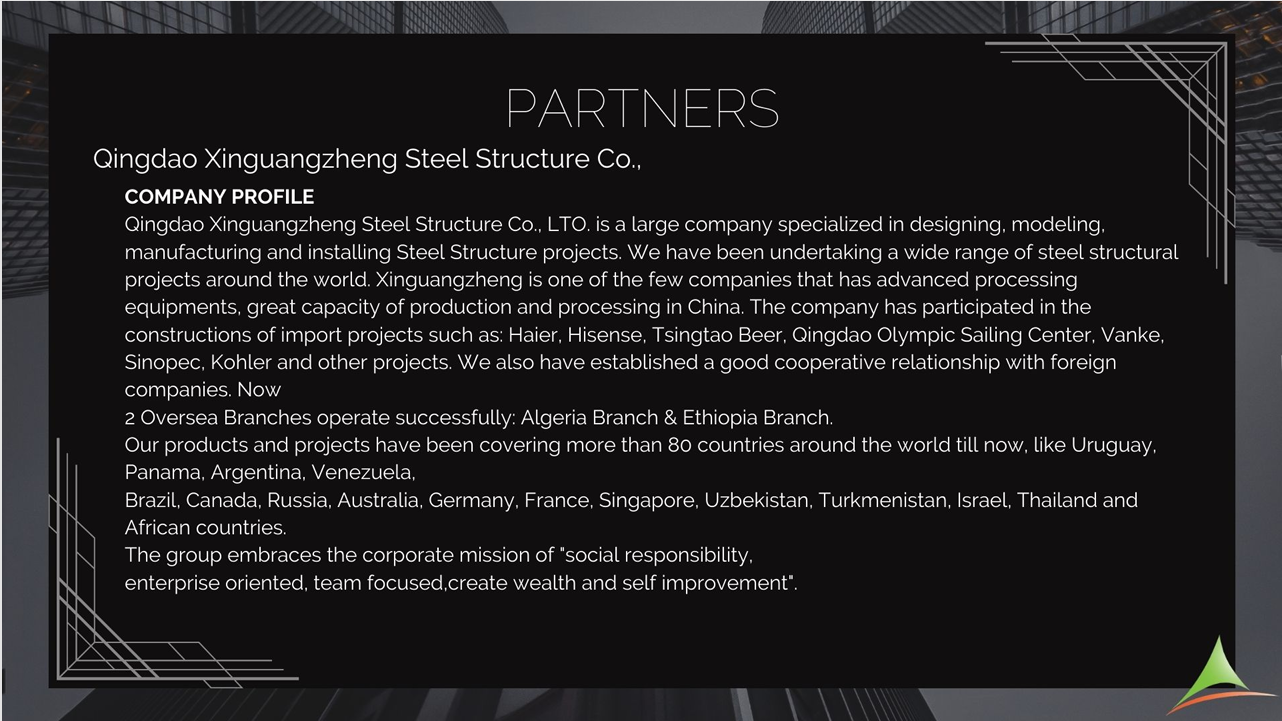 PARTNERS
Qingdao Xinguangzheng Steel Structure Co.,
COMPANY PROFILE
Qingdao Xinguangzheng Steel Structure Co., LTO. is a large company specialized in designing, modeling,
manufacturing and installing Steel Structure projects. We have been undertaking a wide range of steel structural
projects around the world. Xinguangzheng is one of the few companies that has advanced processing
equipments, great capacity of production and processing in China. The company has participated in the
constructions of import projects such as: Haier, Hisense, Tsingtao Beer, Qingdao Olympic Sailing Center, Vanke,
Sinopec, Kohler and other projects. We also have established a good cooperative relationship with foreign
companies. Now
2 Oversea Branches operate successfully: Algeria Branch & Ethiopia Branch.
Our products and projects have been covering more than 80 countries around the world till now, like Uruguay,
Panama, Argentina, Venezuela,
Brazil, Canada, Russia, Australia, Germany, France, Singapore, Uzbekistan, Turkmenistan, Israel, Thailand and
African countries.
The group embraces the corporate mission of "social responsibility,
enterprise oriented, team focused,create wealth and self improvement".